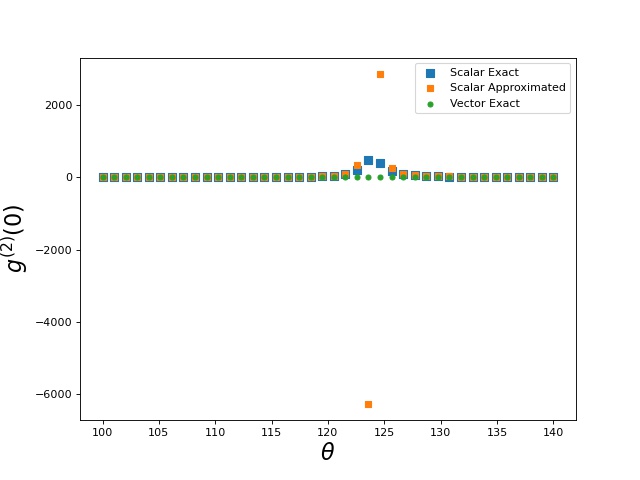 Scalar Exact
Scalar Approximated
Vector Exact
2000
0
−2000
−4000
−6000
g^{(2)}(0)
100 105 110 115 120 125 130 135 140
θ